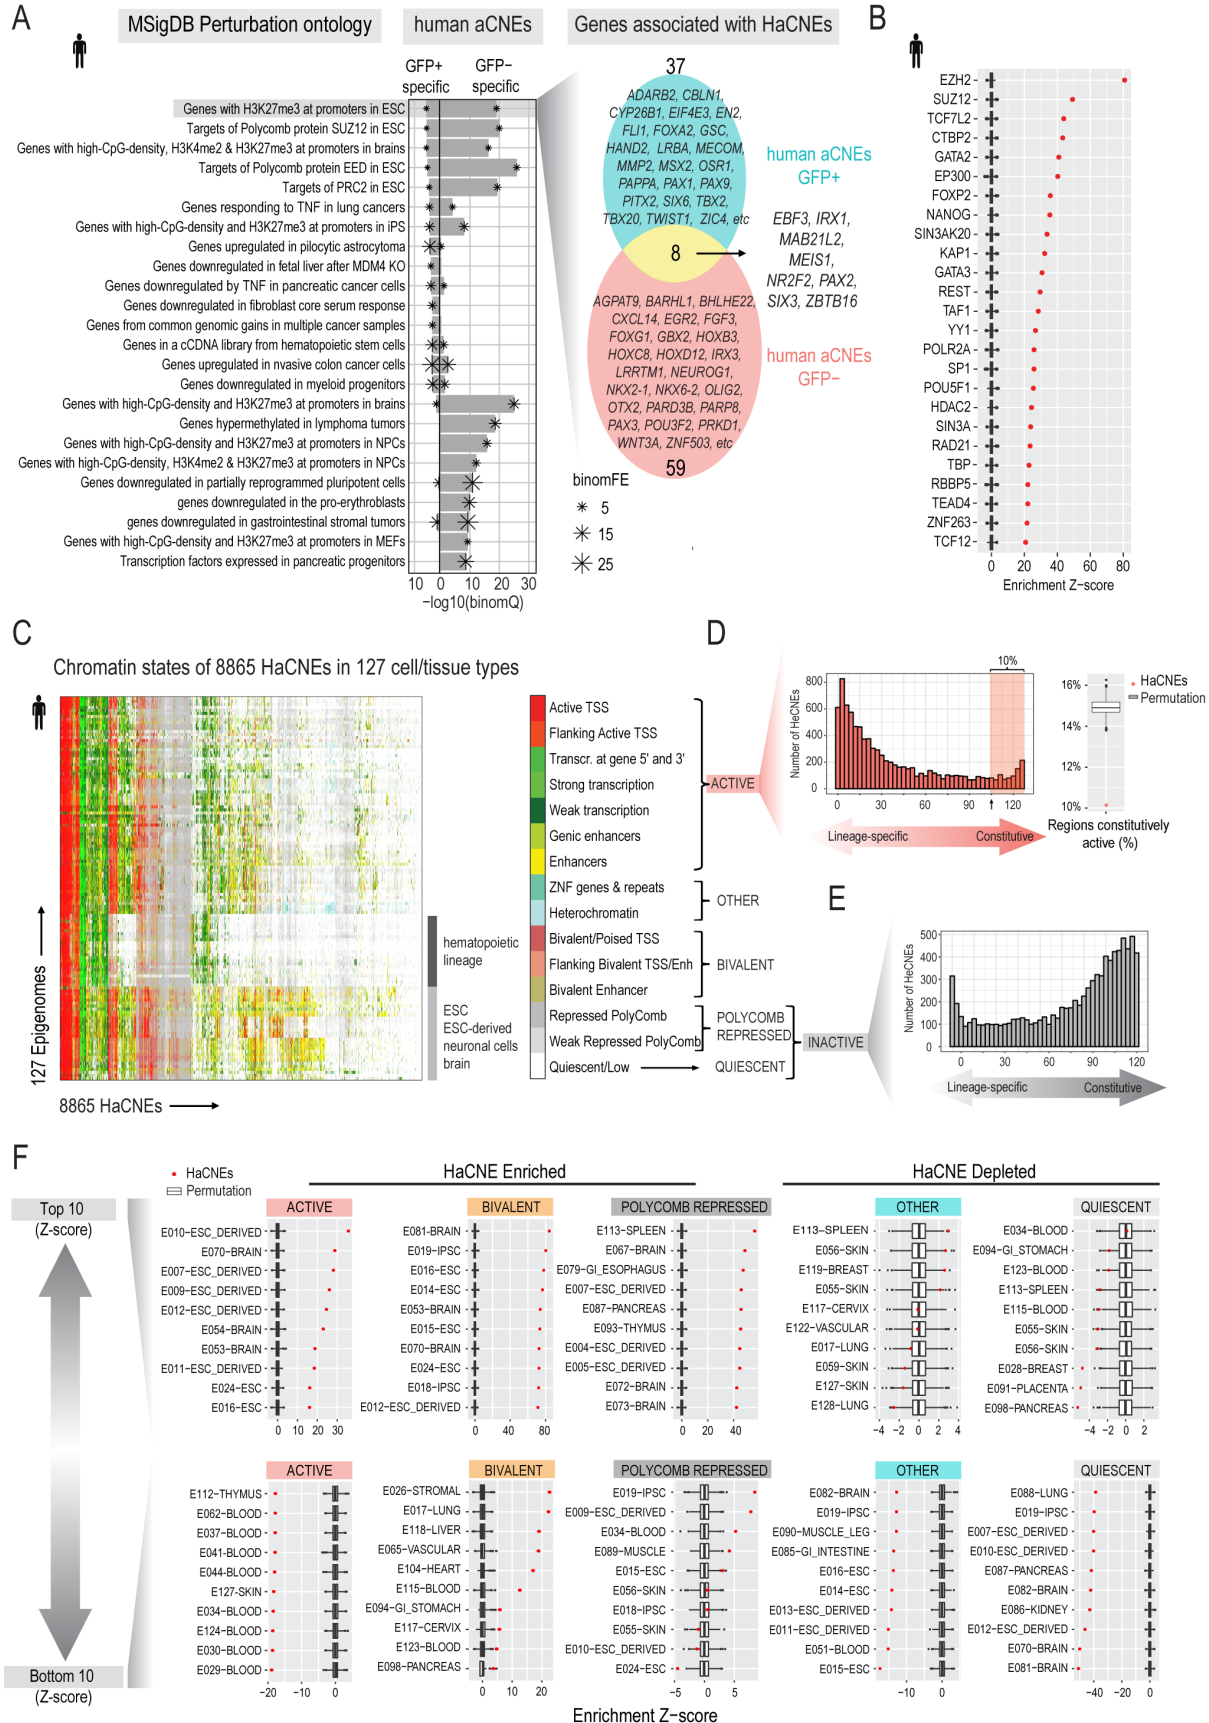 A
MSigDB Perturbation ontology
human aCNEs
Genes associated with HaCNEs
GFP+ specific
GFP− specific
Genes with H3K27me3 at promoters in ESC
Targets of Polycomb protein SUZ12 in ESC
Genes with high-CpG-density, H3K4me2 & H3K27me3 at promoters in brains
Targets of Polycomb protein EED in ESC
Targets of PRC2 in ESC
Genes responding to TNF in lung cancers
Genes with high-CpG-density and H3K27me3 at promoters in iPS
Genes upregulated in pilocytic astrocytoma
Genes downregulated in fetal liver after MDM4 KO
Genes downregulated by TNF in pancreatic cancer cells
Genes downregulated in fibroblast core serum response
Genes from common genomic gains in multiple cancer samples
Genes in a cCDNA library from hematopoietic stem cells
Genes upregulated in nvasive colon cancer cells
Genes downregulated in myeloid progenitors
Genes with high-CpG-density and H3K27me3 at promoters in brains
Genes hypermethylated in lymphoma tumors
Genes with high-CpG-density and H3K27me3 at promoters in NPCs
Genes with high-CpG-density, H3K4me2 & H3K27me3 at promoters in NPCs
Genes downregulated in partially reprogrammed pluripotent cells
genes downregulated in the pro-erythroblasts
genes downregulated in gastrointestinal stromal tumors
Genes with high-CpG-density and H3K27me3 at promoters in MEFs
Transcription factors expressed in pancreatic progenitors
10 0 10 20 30
−log10(binomQ)
binomFE
5
15
25
37
ADARB2, CBLN1,
CYP26B1, EIF4E3, EN2,
FLI1, FOXA2, GSC,
HAND2, LRBA, MECOM,
MMP2, MSX2, OSR1,
PAPPA, PAX1, PAX9,
PITX2, SIX6, TBX2,
TBX20, TWIST1, ZIC4, etc
8
human aCNEs
GFP+
EBF3, IRX1,
MAB21L2,
MEIS1,
NR2F2, PAX2,
SIX3, ZBTB16
AGPAT9, BARHL1, BHLHE22,
CXCL14, EGR2, FGF3,
FOXG1, GBX2, HOXB3,
HOXC8, HOXD12, IRX3,
LRRTM1, NEUROG1,
NKX2-1, NKX6-2, OLIG2,
OTX2, PARD3B, PARP8,
PAX3, POU3F2, PRKD1,
WNT3A, ZNF503, etc
59
human aCNEs
GFP−
B
EZH2
SUZ12
TCF7L2
CTBP2
GATA2
EP300
FOXP2
NANOG
SIN3AK20
KAP1
GATA3
REST
TAF1
YY1
POLR2A
SP1
POU5F1
HDAC2
SIN3A
RAD21
TBP
RBBP5
TEAD4
ZNF263
TCF12
0 20 40 60 80
Enrichment Z−score
C
Chromatin states of 8865 HaCNEs in 127 cell/tissue types
127 Epigenomes
8865 HaCNEs
hematopoietic
lineage
ESC
ESC-derived
neuronal cells
brain
Active TSS
Flanking Active TSS
Transcr. at gene 5' and 3'
Strong transcription
Weak transcription
Genic enhancers
Enhancers
ZNF genes & repeats
Heterochromatin
Bivalent/Poised TSS
Flanking Bivalent TSS/Enh
Bivalent Enhancer
Repressed PolyComb
Weak Repressed PolyComb
Quiescent/Low
ACTIVE
OTHER
BIVALENT
POLYCOMB
REPRESSED
QUIESCENT
INACTIVE
D
10%
Number of HeCNEs
800
600
400
200
0
0 30 60 90 120
Lineage-specific
Constitutive
16%
14%
12%
10%
HaCNEs
Permutation
Regions constitutively
active (%)
E
Number of HeCNEs
500
400
300
200
100
0
0 30 60 90 120
Lineage-specific
Constitutive
F
HaCNEs
Permutation
HaCNE Enriched
HaCNE Depleted
Top 10
(Z-score)
Bottom 10
(Z-score)
ACTIVE
E010−ESC_DERIVED
E070−BRAIN
E007−ESC_DERIVED
E009−ESC_DERIVED
E012−ESC_DERIVED
E054−BRAIN
E053−BRAIN
E011−ESC_DERIVED
E024−ESC
E016−ESC
0 10 20 30
BIVALENT
E081−BRAIN
E019−IPSC
E016−ESC
E014−ESC
E053−BRAIN
E015−ESC
E070−BRAIN
E024−ESC
E018−IPSC
E012−ESC_DERIVED
0 40 80
POLYCOMB REPRESSED
E113−SPLEEN
E067−BRAIN
E079−GI_ESOPHAGUS
E007−ESC_DERIVED
E087−PANCREAS
E093−THYMUS
E004−ESC_DERIVED
E005−ESC_DERIVED
E072−BRAIN
E073−BRAIN
0 20 40
OTHER
E113−SPLEEN
E056−SKIN
E119−BREAST
E055−SKIN
E117−CERVIX
E122−VASCULAR
E017−LUNG
E059−SKIN
E127−SKIN
E128−LUNG
−4 −2 0 2 4
QUIESCENT
E034−BLOOD
E094−GI_STOMACH
E123−BLOOD
E113−SPLEEN
E115−BLOOD
E055−SKIN
E056−SKIN
E028−BREAST
E091−PLACENTA
E098−PANCREAS
−4 −2 0 2
ACTIVE
E112−THYMUS
E062−BLOOD
E037−BLOOD
E041−BLOOD
E044−BLOOD
E127−SKIN
E034−BLOOD
E124−BLOOD
E030−BLOOD
E029−BLOOD
−20 −10 0
BIVALENT
E026−STROMAL
E017−LUNG
E118−LIVER
E065−VASCULAR
E104−HEART
E115−BLOOD
E094−GI_STOMACH
E117−CERVIX
E123−BLOOD
E098−PANCREAS
0 10 20
POLYCOMB REPRESSED
E019−IPSC
E009−ESC_DERIVED
E034−BLOOD
E089−MUSCLE
E015−ESC
E056−SKIN
E018−IPSC
E055−SKIN
E010−ESC_DERIVED
E024−ESC
−5 0 5
OTHER
E082−BRAIN
E019−IPSC
E090−MUSCLE_LEG
E085−GI_INTESTINE
E016−ESC
E014−ESC
E013−ESC_DERIVED
E011−ESC_DERIVED
E051−BLOOD
E015−ESC
−10 0
QUIESCENT
E088−LUNG
E019−IPSC
E007−ESC_DERIVED
E010−ESC_DERIVED
E087−PANCREAS
E082−BRAIN
E086−KIDNEY
E012−ESC_DERIVED
E070−BRAIN
E081−BRAIN
−40 −20 0
Enrichment Z−score